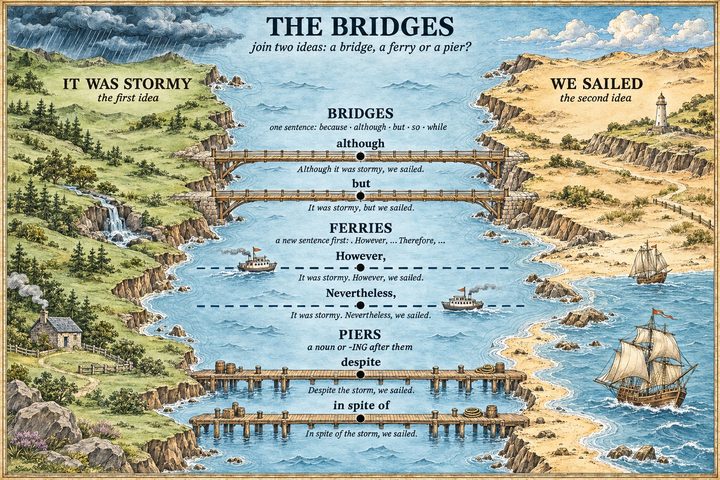 THE BRIDGES
join two ideas: a bridge, a ferry or a pier?
IT WAS STORMY
the first idea
WE SAILED
the second idea
BRIDGES
one sentence: because · although · but · so · while
although
Although it was stormy, we sailed.
but
It was stormy, but we sailed.
FERRIES
a new sentence first: . However, ... Therefore, ...
However,
It was stormy. However, we sailed.
Nevertheless,
It was stormy. Nevertheless, we sailed.
PIERS
a noun or -ING after them
despite
Despite the storm, we sailed.
in spite of
In spite of the storm, we sailed.